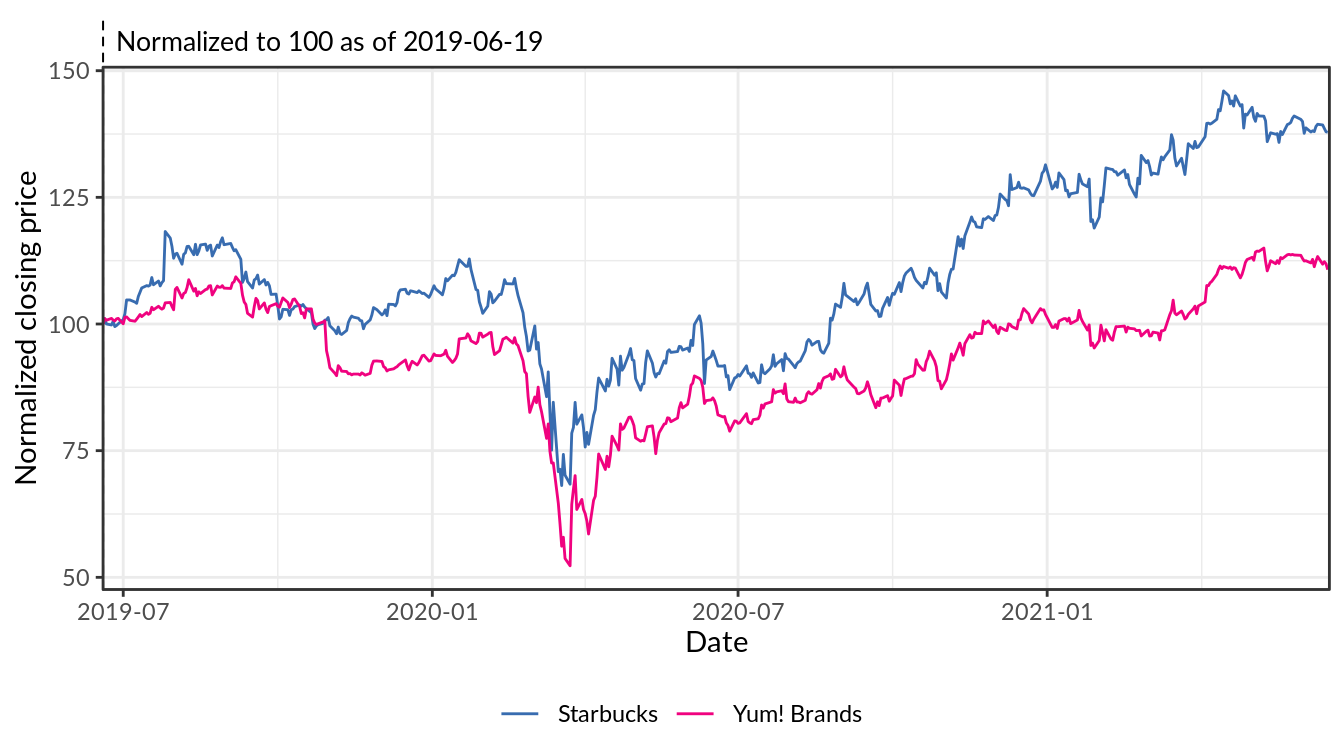 Normalized to 100 as of 2019-06-19
Normalized closing price
150
125
100
75
50
2019-07
2020-01
2020-07
2021-01
Date
Starbucks
Yum! Brands